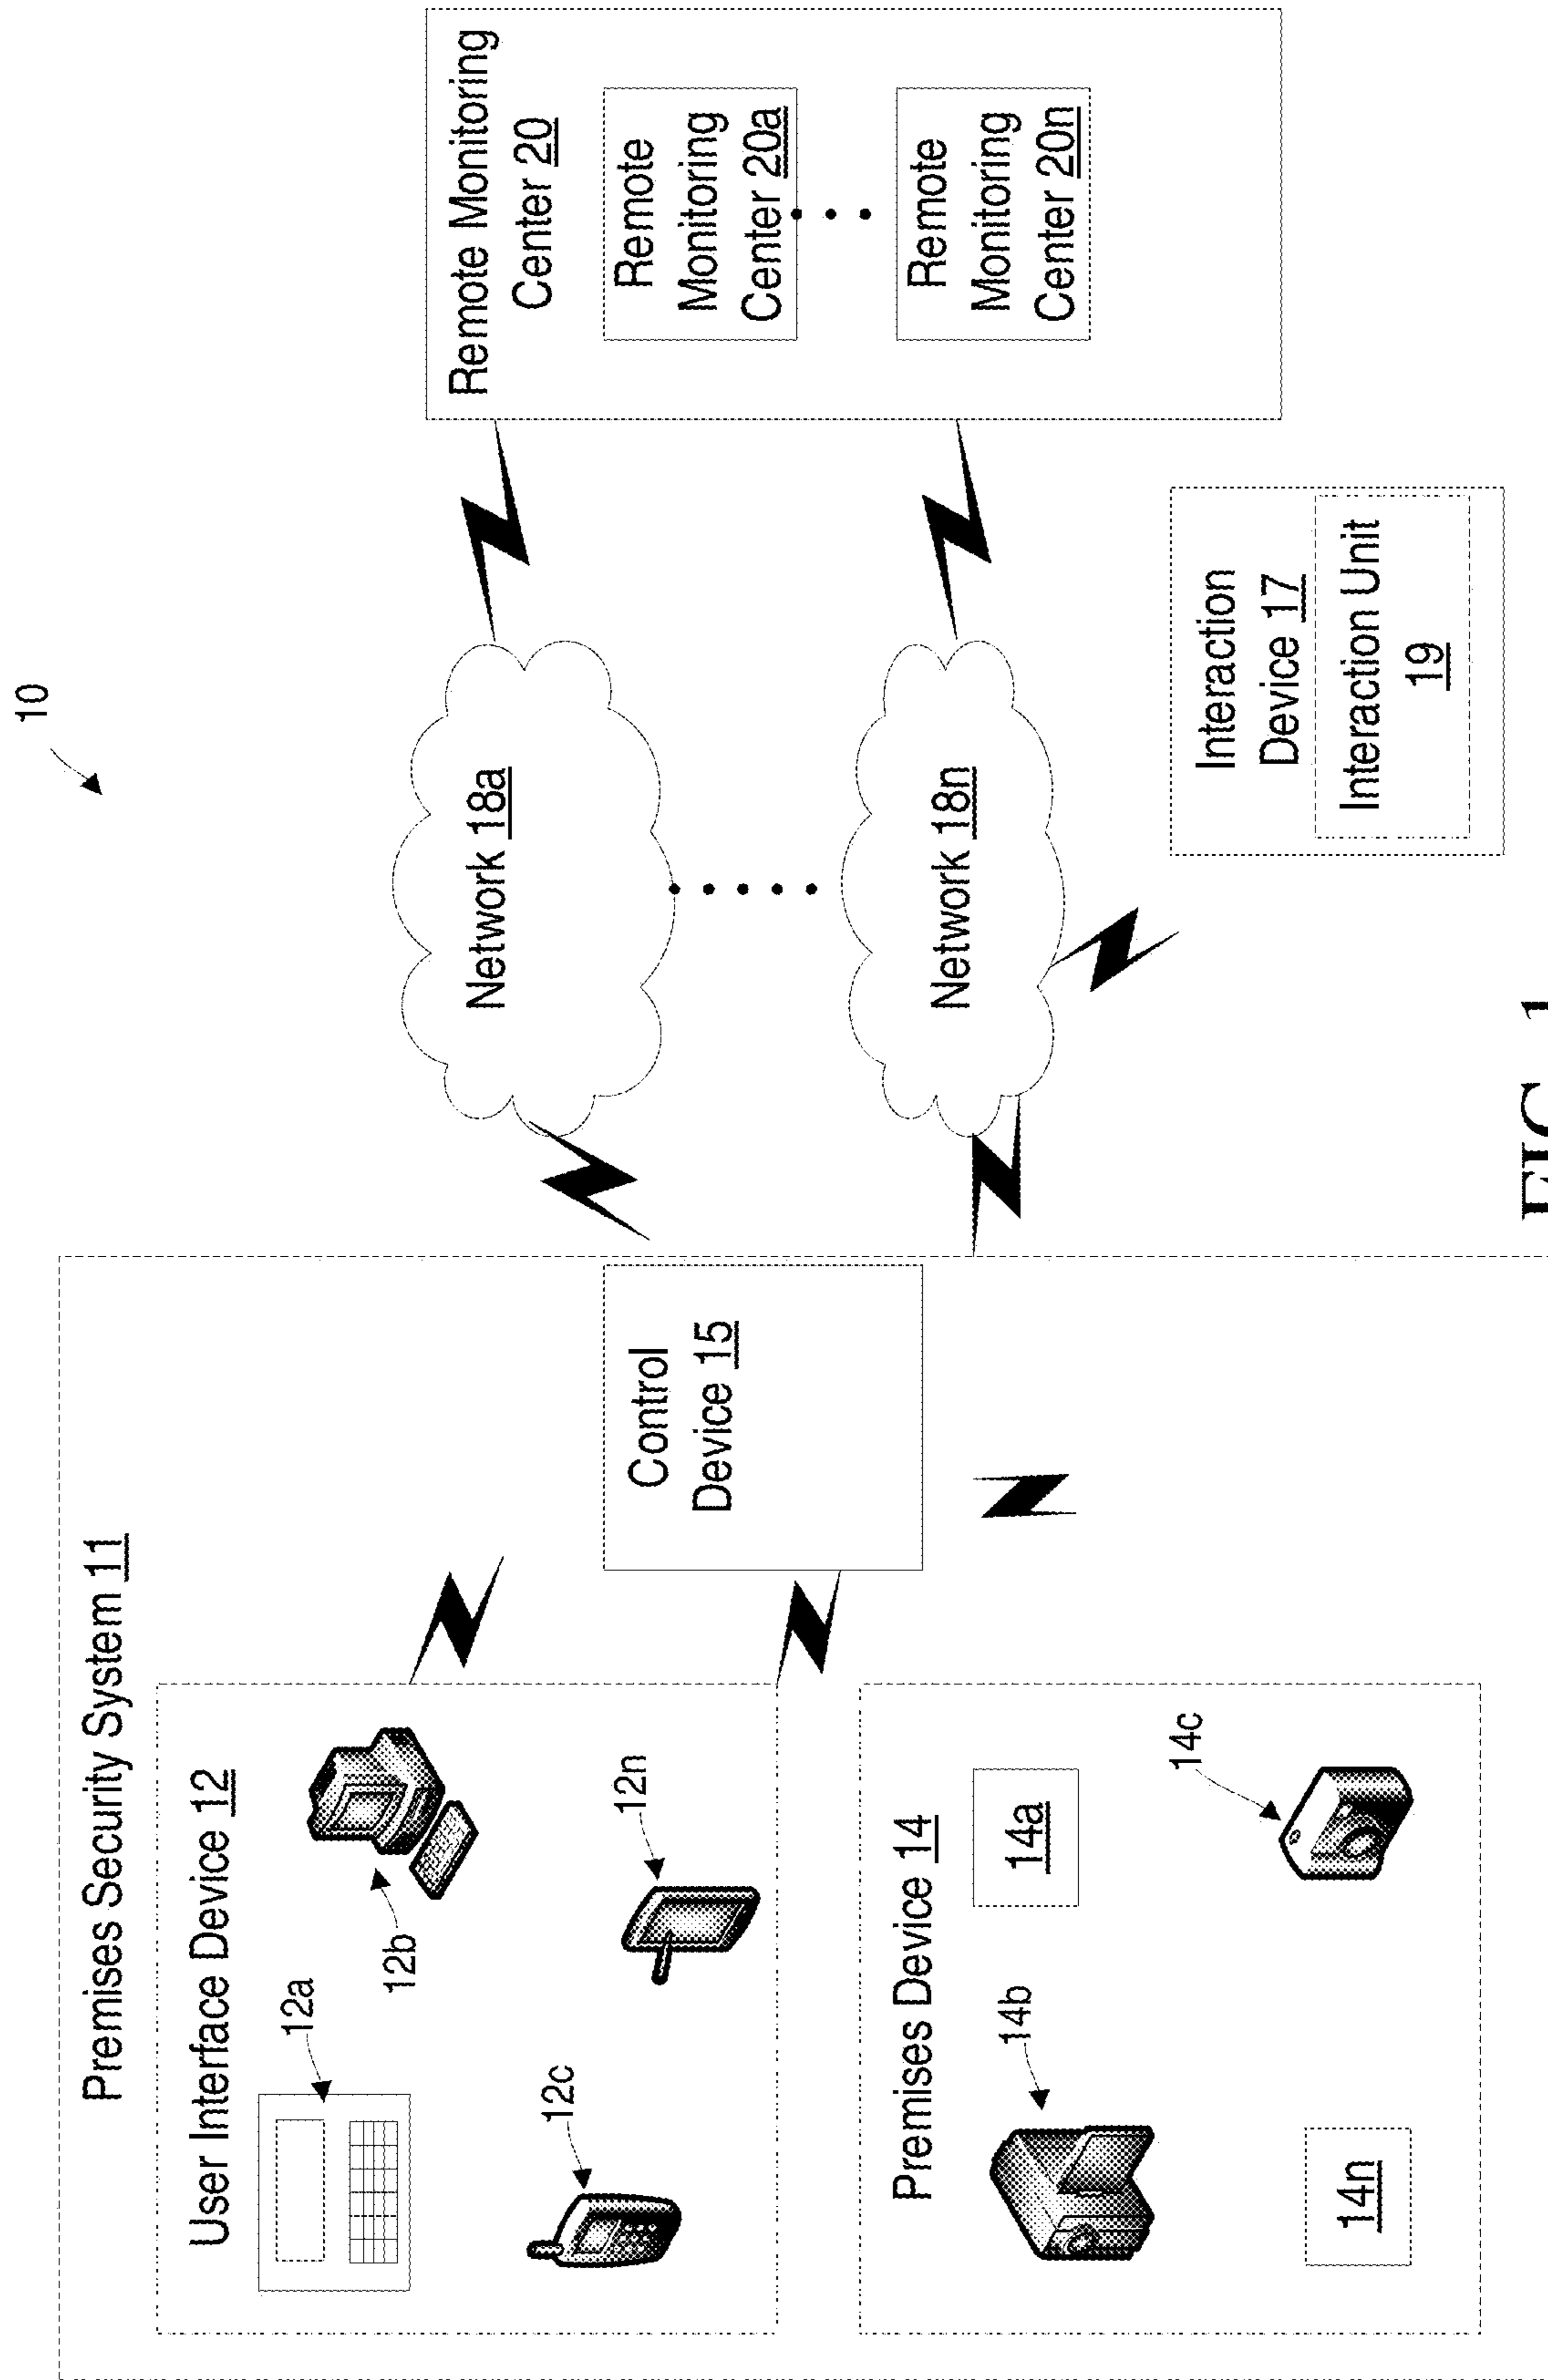 10
Premises Security System 11
User Interface Device 12
12a
12b
12c
12n
Premises Device 14
14a
14b
14c
14n
Control
Device 15
Network 18a
Network 18n
Remote Monitoring
Center 20
Remote
Monitoring
Center 20a
Remote
Monitoring
Center 20n
Interaction
Device 17
Interaction Unit
19
FIG. 1